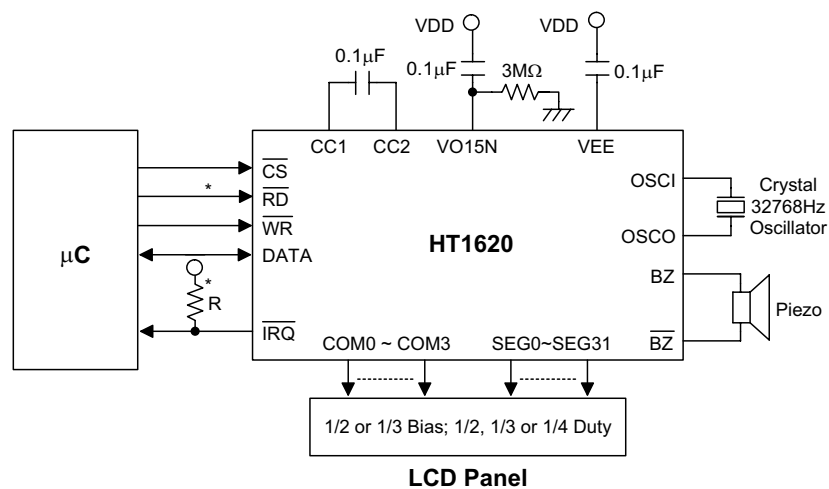 VDD
VDD
0.1μF
0.1μF
3MΩ
0.1μF
CC1
CC2
VO15N
VEE
CS
RD
*
WR
DATA
*
R
IRQ
μC
HT1620
OSCI
OSCO
Crystal
32768Hz
Oscillator
BZ
BZ
Piezo
COM0 ~ COM3
SEG0~SEG31
1/2 or 1/3 Bias; 1/2, 1/3 or 1/4 Duty
LCD Panel